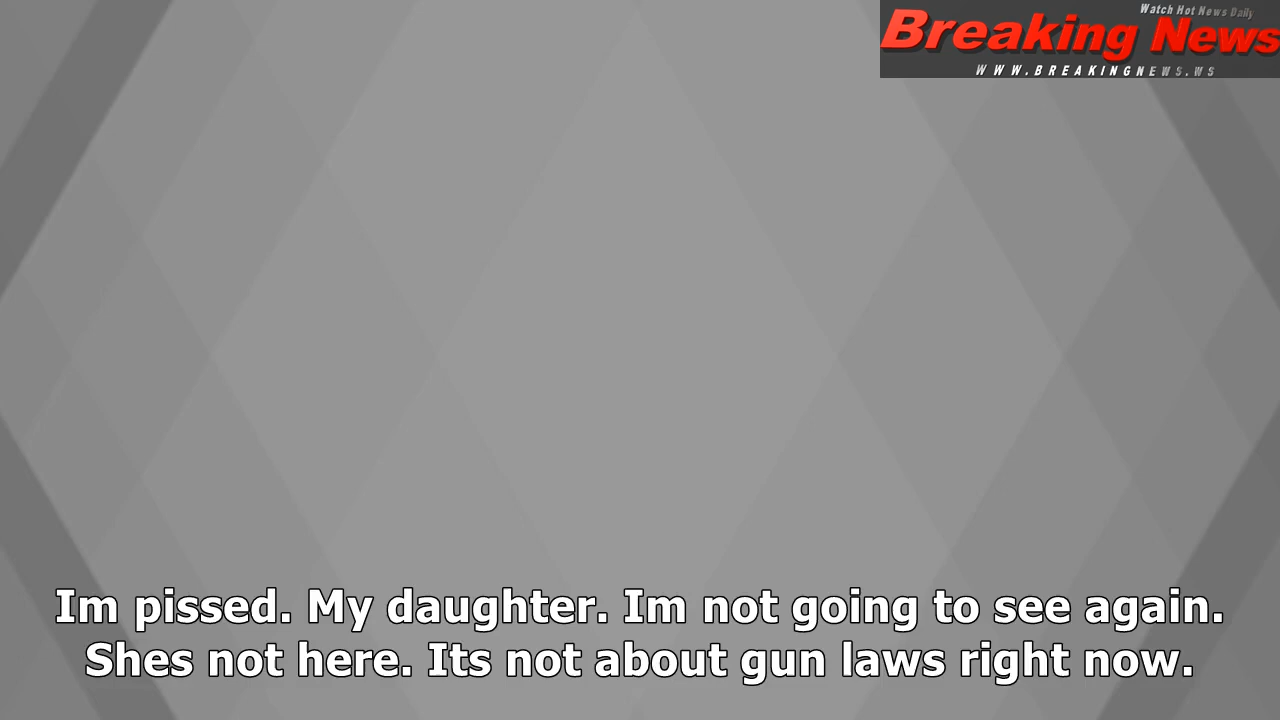 Watch Hot News Daily
Breaking News
WWW.BREAKINGNEWS.WS
Im pissed. My daughter. Im not going to see again.
Shes not here. Its not about gun laws right now.